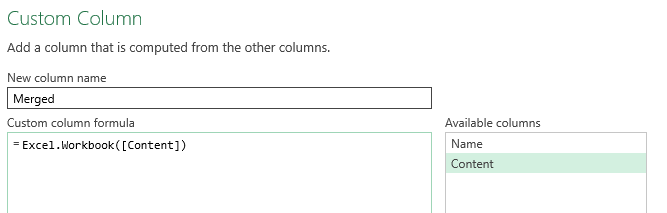 Custom Column
Add a column that is computed from the other columns.
New column name
Merged
Custom column formula
= Excel.Workbook([Content])
Available columns
Name
Content